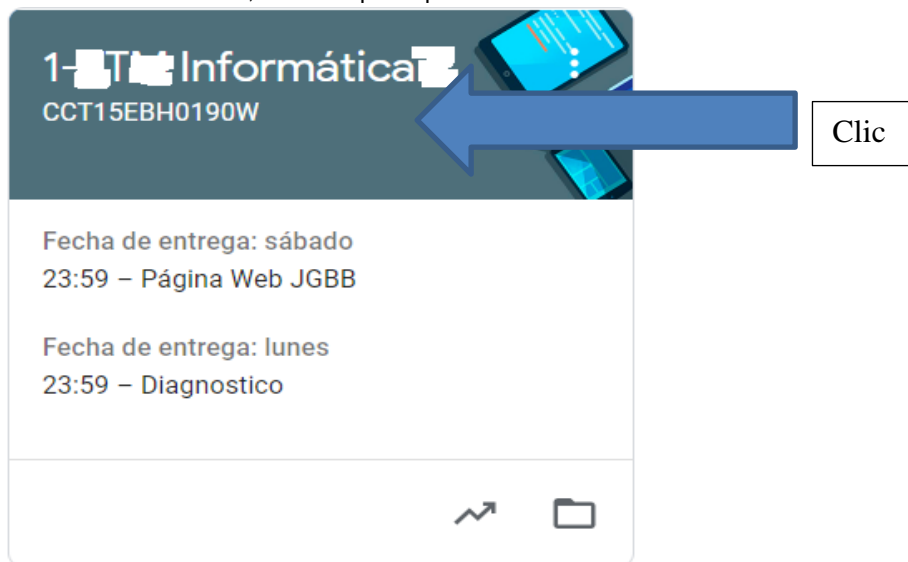 1- T Informática
CCT15EBH0190W
Clic
Fecha de entrega: sábado
23:59 – Página Web JGBB
Fecha de entrega: lunes
23:59 – Diagnostico